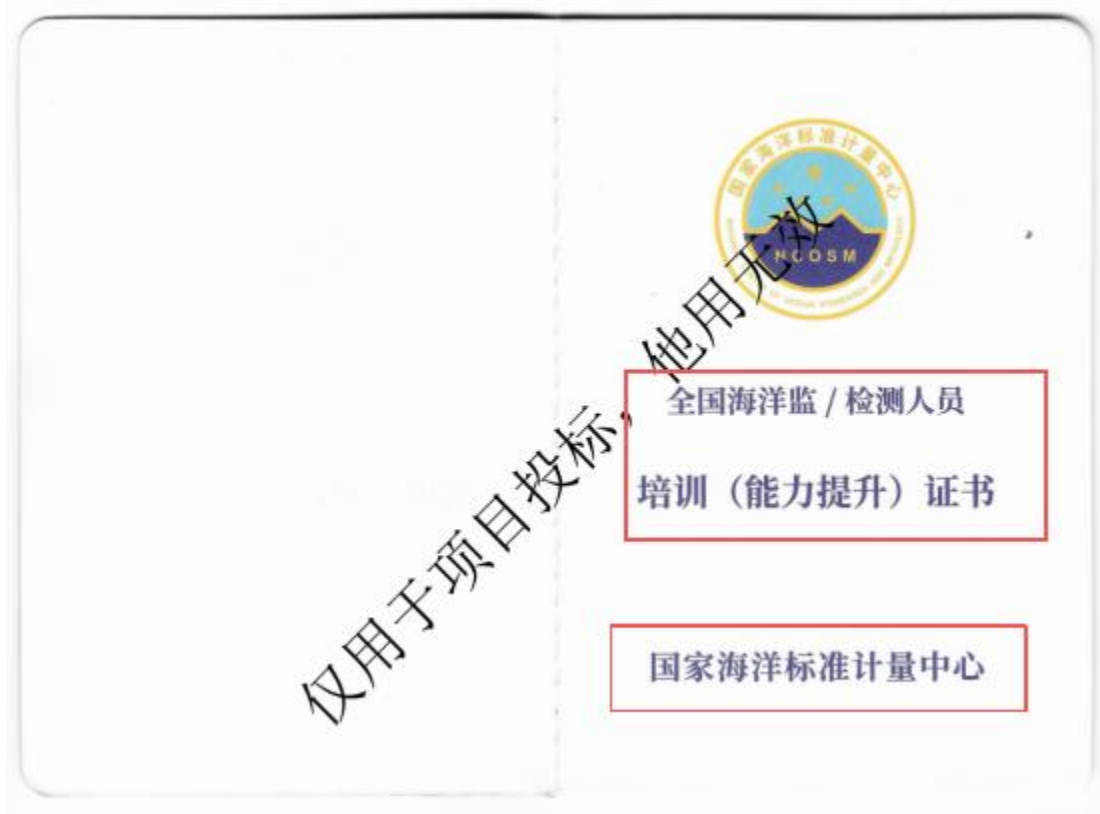 国家海洋标准计量中心
NCOSM
全国海洋监 / 检测人员
培训（能力提升）证书
国家海洋标准计量中心
仅用于项目投标，他用无效